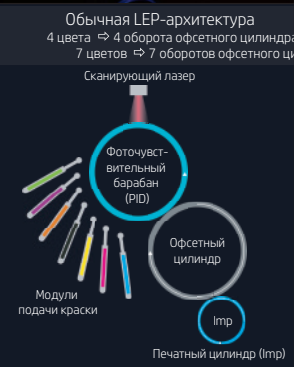 Обычная LEP-архитектура
4 цвета ⇨ 4 оборота офсетного цилиндра
7 цветов ⇨ 7 оборотов офсетного
Сканирующий лазер
Фоточувст-
вительный
барабан
(PID)
Офсетный
цилиндр
Модули
подачи краски
Imp
Печатный цилиндр (Imp)